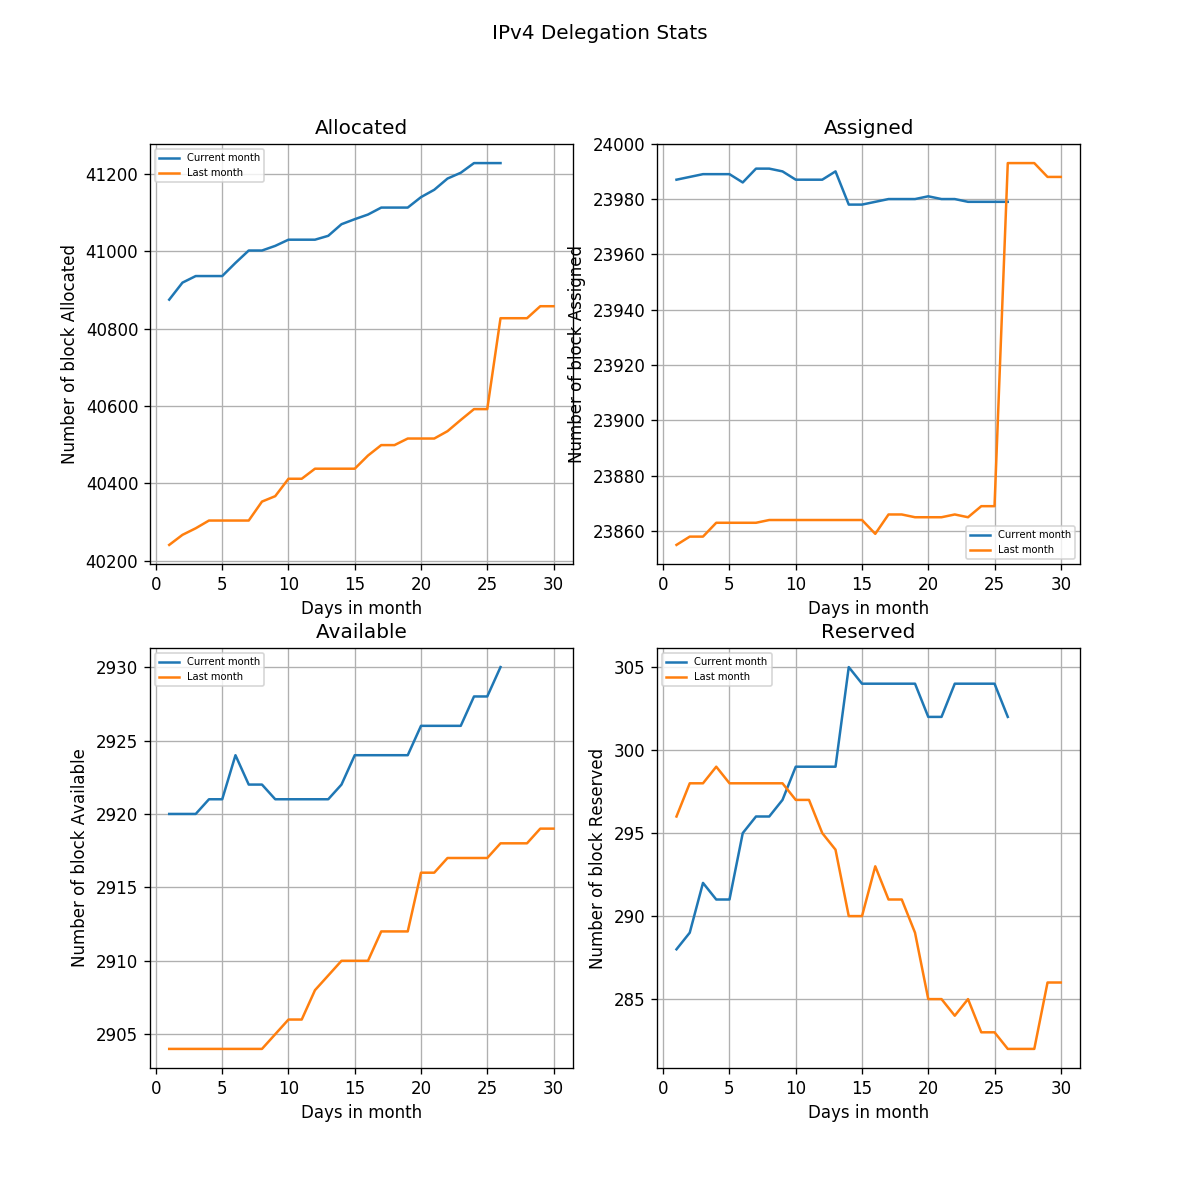 IPv4 Delegation Stats
Allocated
Current month
Last month
Number of block Allocated
41200
41000
40800
40600
40400
40200
0 5 10 15 20 25 30
Days in month
Assigned
Current month
Last month
Number of block Assigned
24000
23980
23960
23940
23920
23900
23880
23860
0 5 10 15 20 25 30
Days in month
Available
Current month
Last month
Number of block Available
2930
2925
2920
2915
2910
2905
0 5 10 15 20 25 30
Days in month
Reserved
Current month
Last month
Number of block Reserved
305
300
295
290
285
0 5 10 15 20 25 30
Days in month